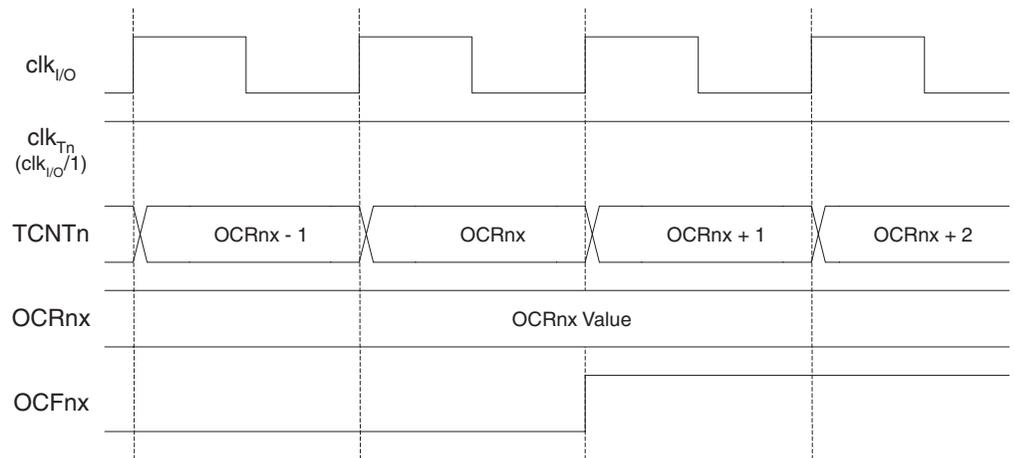 clkI/O
clkTn
(clkI/O/1)
TCNTn
OCRnx - 1
OCRnx
OCRnx + 1
OCRnx + 2
OCRnx
OCRnx Value
OCFnx